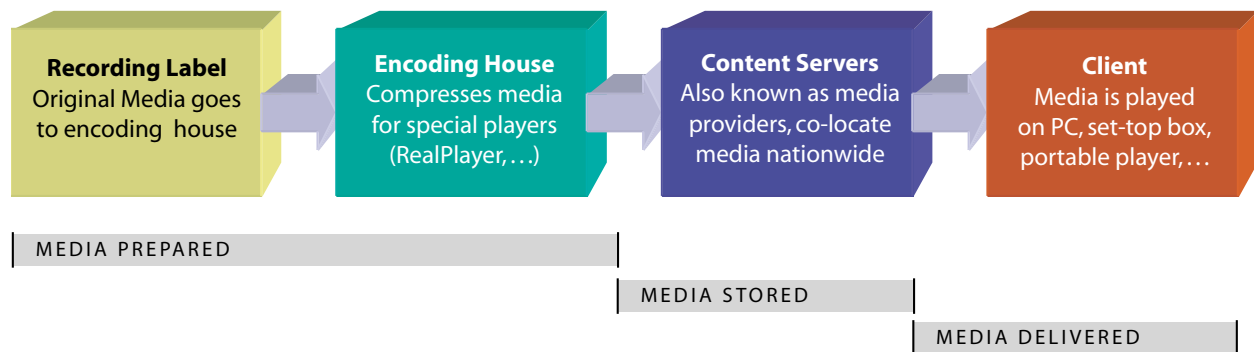 Recording Label
Original Media goes
to encoding house
Encoding House
Compresses media
for special players
(RealPlayer, ...)
Content Servers
Also known as media
providers, co-locate
media nationwide
Client
Media is played
on PC, set-top box,
portable player, ...
MEDIA PREPARED
MEDIA STORED
MEDIA DELIVERED